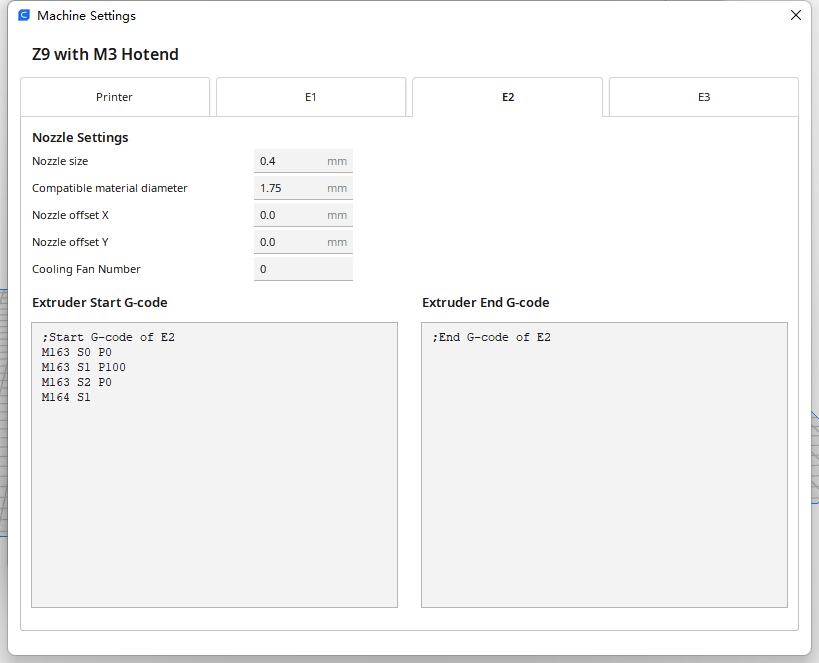 Machine Settings
Z9 with M3 Hotend
Printer
E1
E2
E3
Nozzle Settings
Nozzle size 0.4 mm
Compatible material diameter 1.75 mm
Nozzle offset X 0.0 mm
Nozzle offset Y 0.0 mm
Cooling Fan Number 0
Extruder Start G-code
;Start G-code of E2
M163 S0 P0
M163 S1 P100
M163 S2 P0
M164 S1
Extruder End G-code
;End G-code of E2